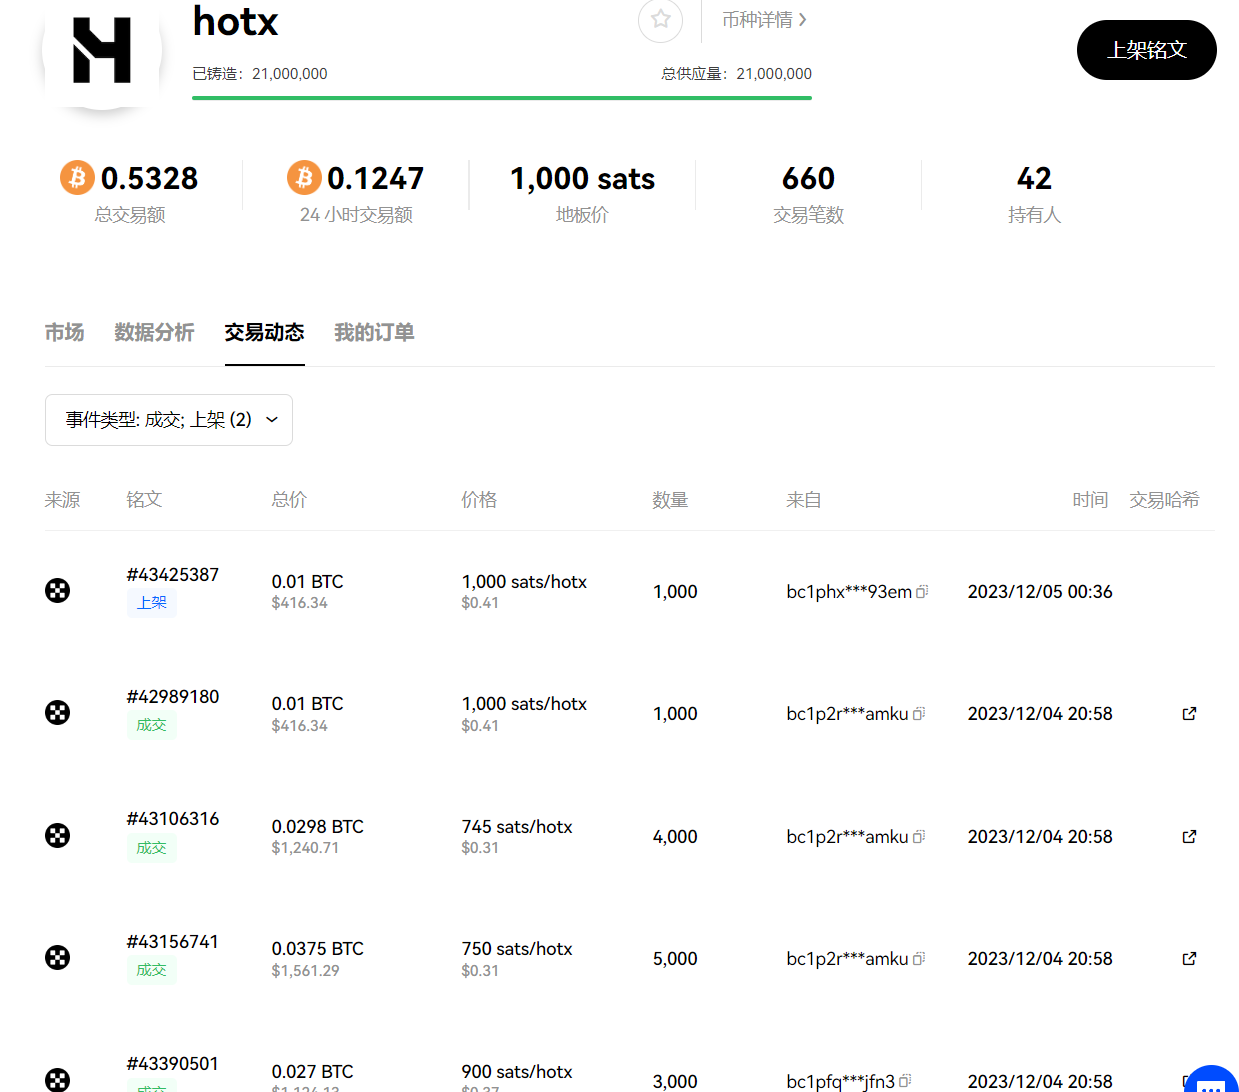 hotx
币种详情
上架铭文
已铸造：21,000,000
总供应量：21,000,000
0.5328
0.1247
1,000 sats
660
42
总交易额
24 小时交易额
地板价
交易笔数
持有人
市场 数据分析 交易动态 我的订单
事件类型: 成交; 上架 (2)
来源 铭文 总价 价格 数量 来自 时间 交易哈希
#43425387
上架
0.01 BTC
$416.34
1,000 sats/hotx
$0.41
1,000
bc1phx***93em
2023/12/05 00:36
#42989180
成交
0.01 BTC
$416.34
1,000 sats/hotx
$0.41
1,000
bc1p2r***amku
2023/12/04 20:58
#43106316
成交
0.0298 BTC
$1,240.71
745 sats/hotx
$0.31
4,000
bc1p2r***amku
2023/12/04 20:58
#43156741
成交
0.0375 BTC
$1,561.29
750 sats/hotx
$0.31
5,000
bc1p2r***amku
2023/12/04 20:58
#43390501
成交
0.027 BTC
$1,124.13
900 sats/hotx
$0.37
3,000
bc1pfq***jfn3
2023/12/04 20:58